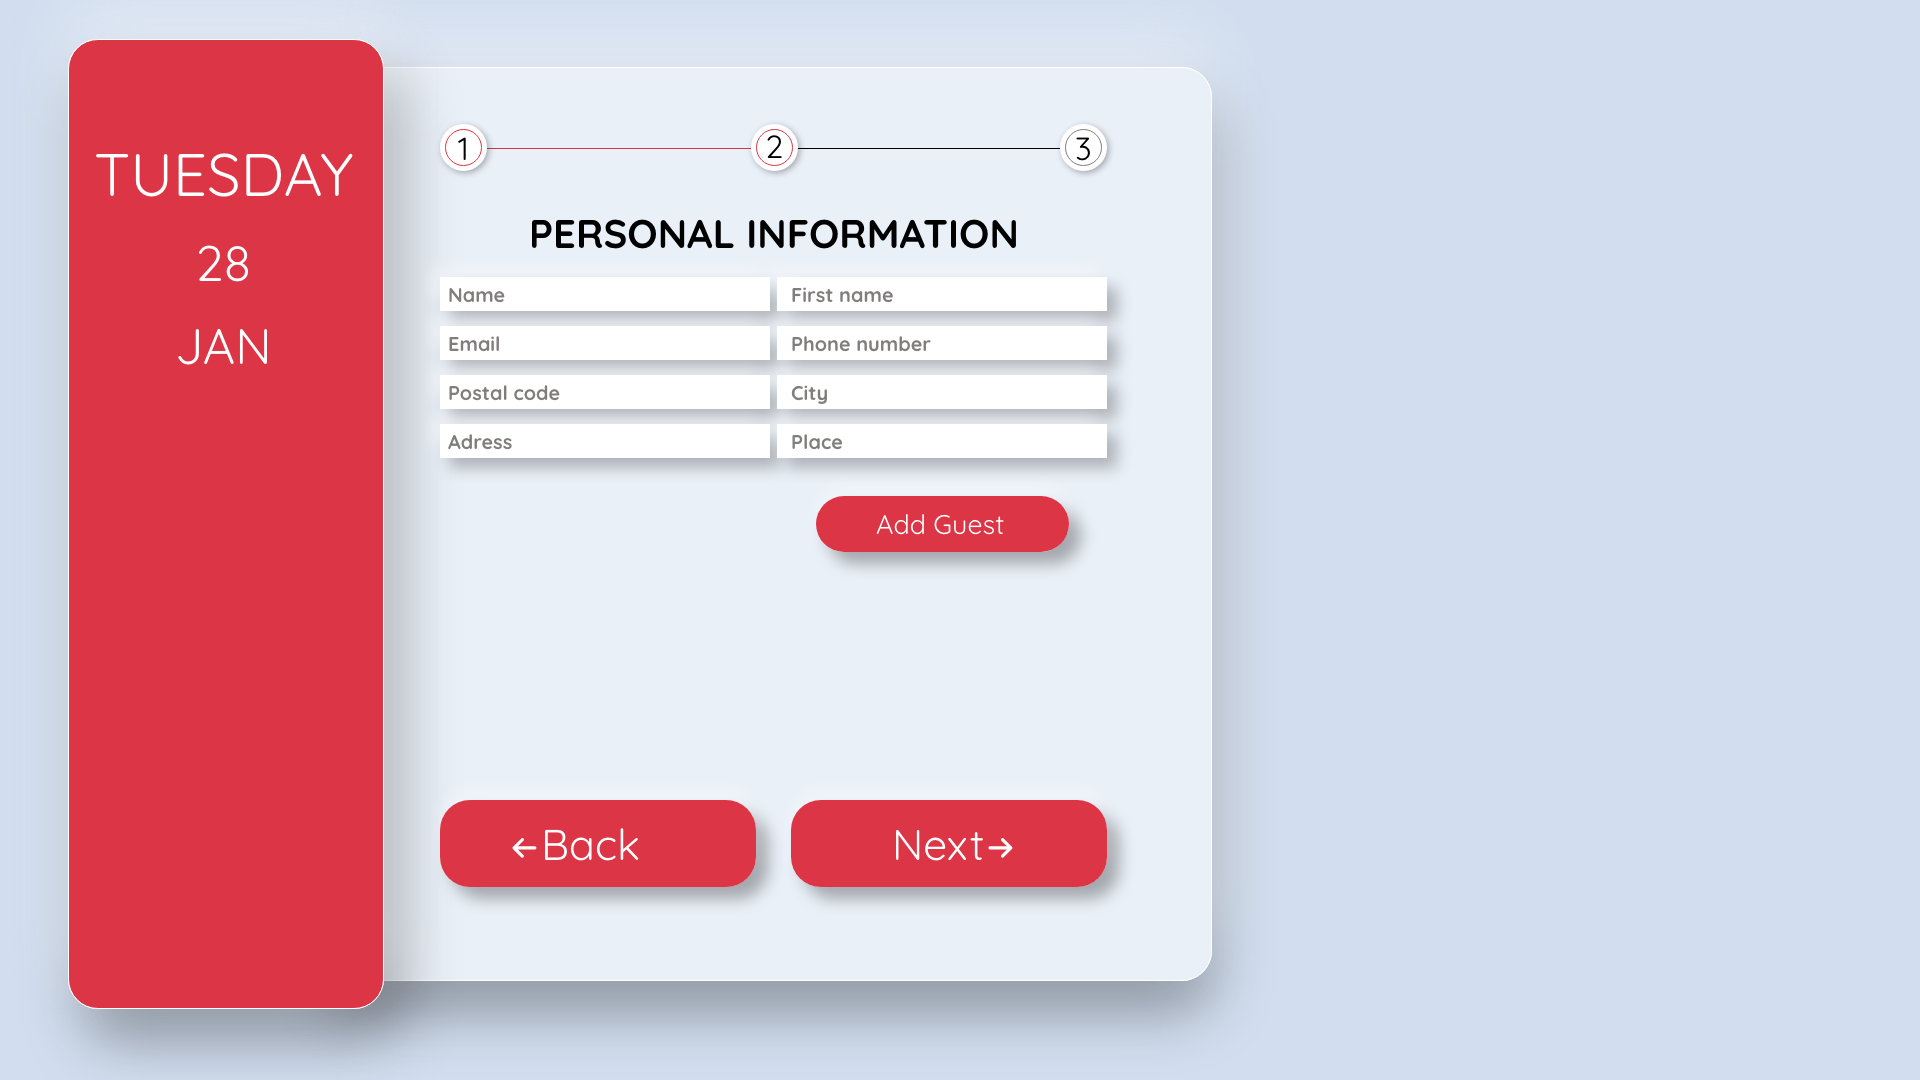 TUESDAY
28
JAN
1 2 3
PERSONAL INFORMATION
Name First name
Email Phone number
Postal code City
Adress Place
Add Guest
←Back Next→